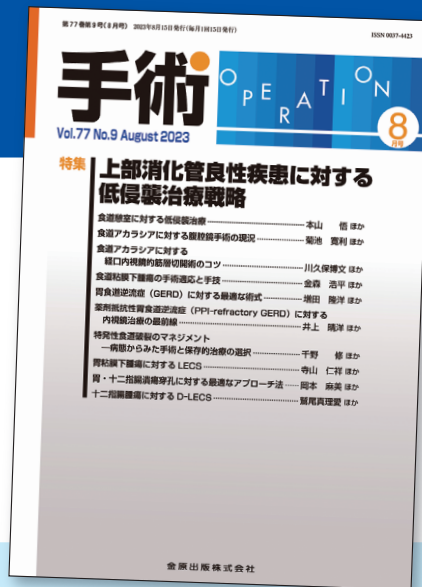 第77巻第9号(8月号) 2023年8月15日発行(毎月1回15日発行)
ISSN 0037-4423
手術
OPERATION
Vol.77 No.9 August 2023
8
月号
特集
上部消化管良性疾患に対する
低侵襲治療戦略
食道憩室に対する低侵襲治療 本山 悟 ほか
食道アカラシアに対する腹腔鏡手術の現況 菊池 寛利 ほか
食道アカラシアに対する
経口内視鏡的筋層切開術のコツ 川久保博文 ほか
食道粘膜下腫瘍の手術適応と手技 金森 浩平 ほか
胃食道逆流症(GERD)に対する最適な術式 増田 隆洋 ほか
薬剤抵抗性胃食道逆流症(PPI-refractory GERD)に対する
内視鏡治療の最前線 井上 晴洋 ほか
特発性食道破裂のマネジメント
―病態からみた手術と保存的治療の選択 千野 修 ほか
胃粘膜下腫瘍に対する LECS 寺山 仁祥 ほか
胃・十二指腸潰瘍穿孔に対する最適なアプローチ法 岡本 麻美 ほか
十二指腸腫瘍に対する D-LECS 鷲尾真理愛 ほか
金原出版株式会社